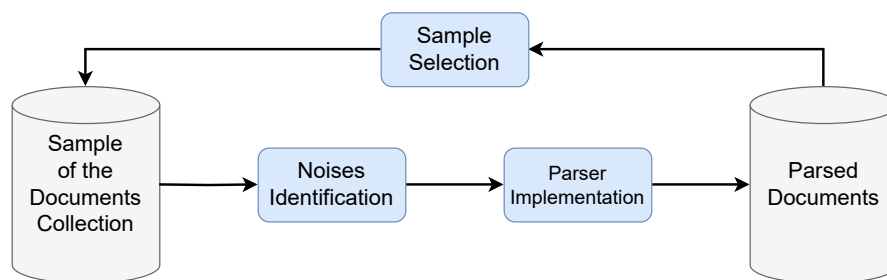 Sample
Selection
Sample
of the
Documents
Collection
Noises
Identification
Parser
Implementation
Parsed
Documents